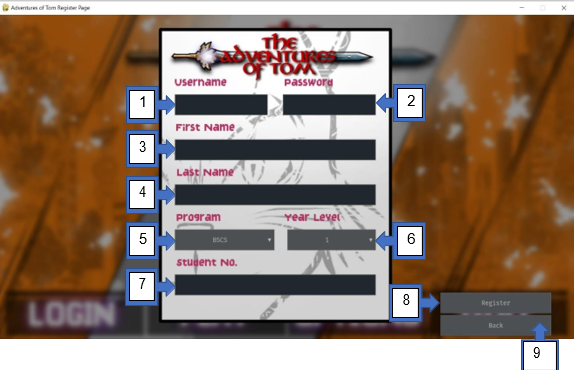 Adventures of Tom Register Page
THE
ADVENTURES
OF TOM
Username Password
1 2
First Name
3
Last Name
4
Program Year Level
5 BSCS 1 6
Student No.
7
8 Register
LOGIN
Back
9